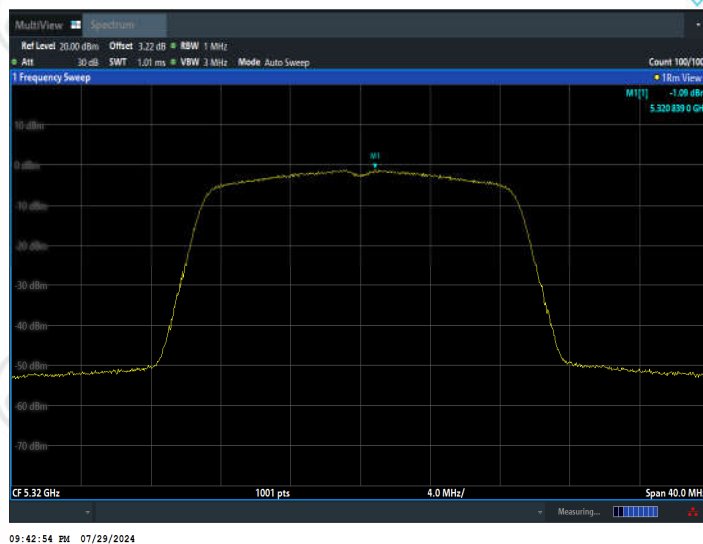 MultiView Spectrum
Ref Level 20.00 dBm Offset 3.22 dB RBW 1 MHz
Att 30 dB SWT 1.01 ms VBW 3 MHz Mode Auto Sweep Count 100/100
1 Frequency Sweep 1Rm View
M1[1] -1.09 dB
5.320 839 0 GH
10 dBm
M1
0 dBm
-10 dBm
-20 dBm
-30 dBm
-40 dBm
-50 dBm
-60 dBm
-70 dBm
CF 5.32 GHz 1001 pts 4.0 MHz/ Span 40.0 MH
Measuring...
09:42:54 PM 07/29/2024